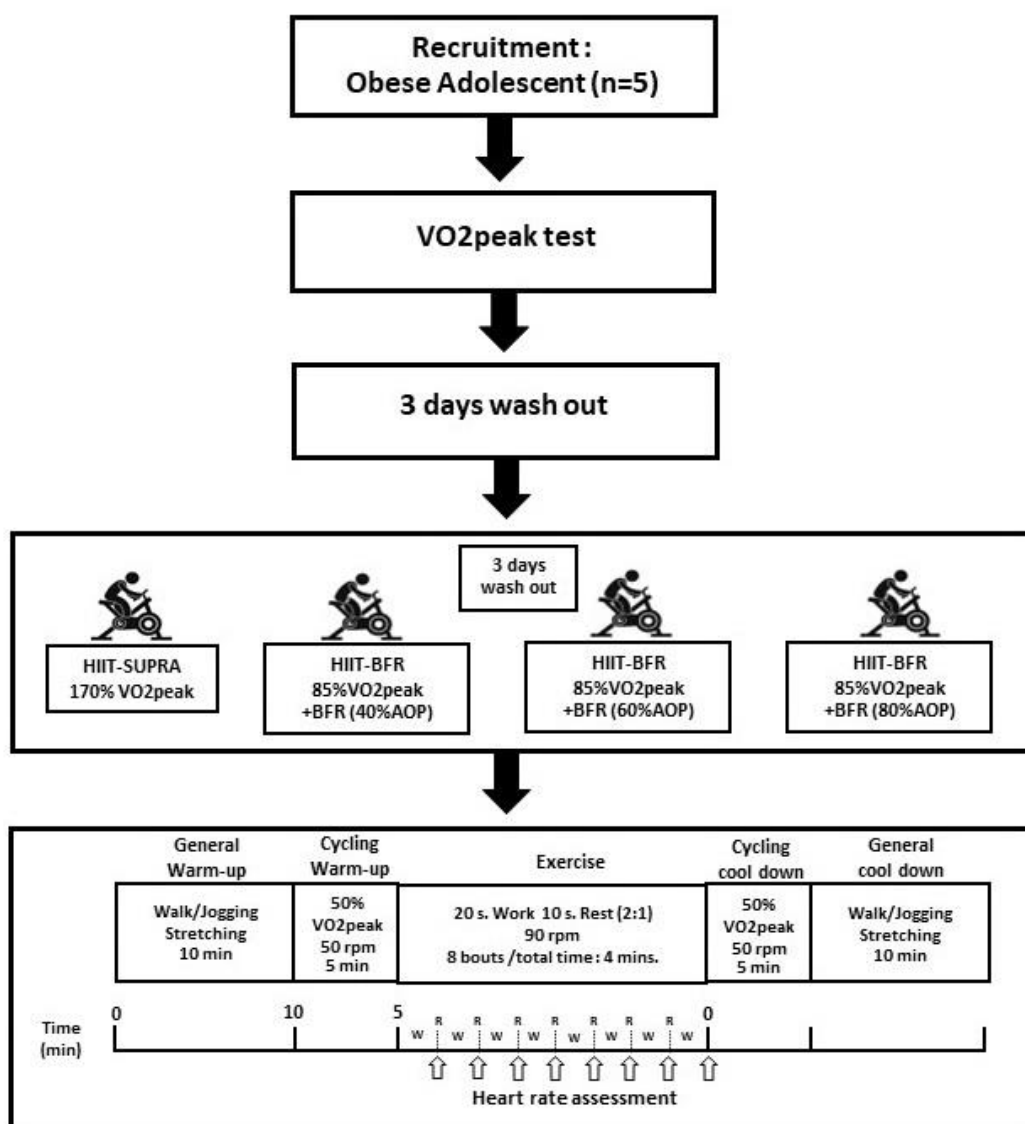 Recruitment :
Obese Adolescent (n=5)
VO2peak test
3 days wash out
3 days
wash out
HIIT-SUPRA
170% VO2peak
HIIT-BFR
85%VO2peak
+BFR (40%AOP)
HIIT-BFR
85%VO2peak
+BFR (60%AOP)
HIIT-BFR
85%VO2peak
+BFR (80%AOP)
General
Warm-up
Cycling
Warm-up
Exercise
Cycling
cool down
General
cool down
Walk/Jogging
Stretching
10 min
50%
VO2peak
50 rpm
5 min
20 s. Work 10 s. Rest (2:1)
90 rpm
8 bouts /total time : 4 mins.
50%
VO2peak
50 rpm
5 min
Walk/Jogging
Stretching
10 min
0 10 5 0
Time
(min)
R R R R R R R
W W W W W W W W
Heart rate assessment